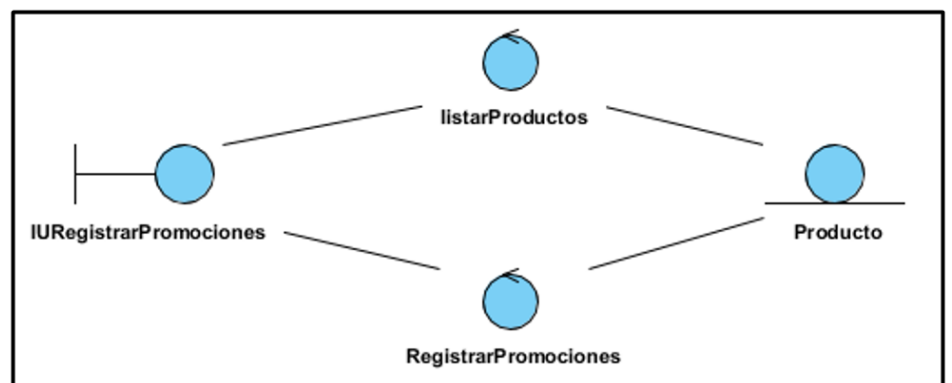 listarProductos
IURegistrarPromociones
Producto
RegistrarPromociones